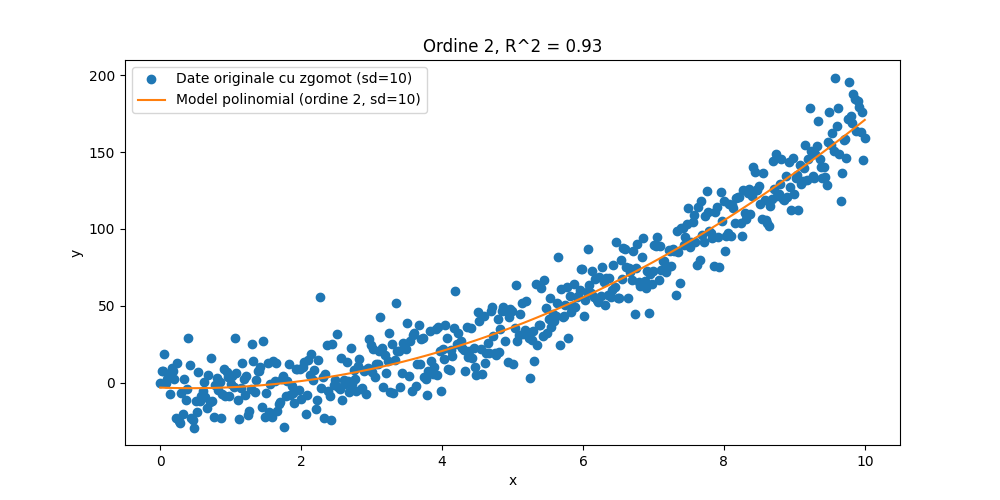 Ordine 2, R^2 = 0.93
Date originale cu zgomot (sd=10)
Model polinomial (ordine 2, sd=10)
y
200
150
100
50
0
0 2 4 6 8 10
x